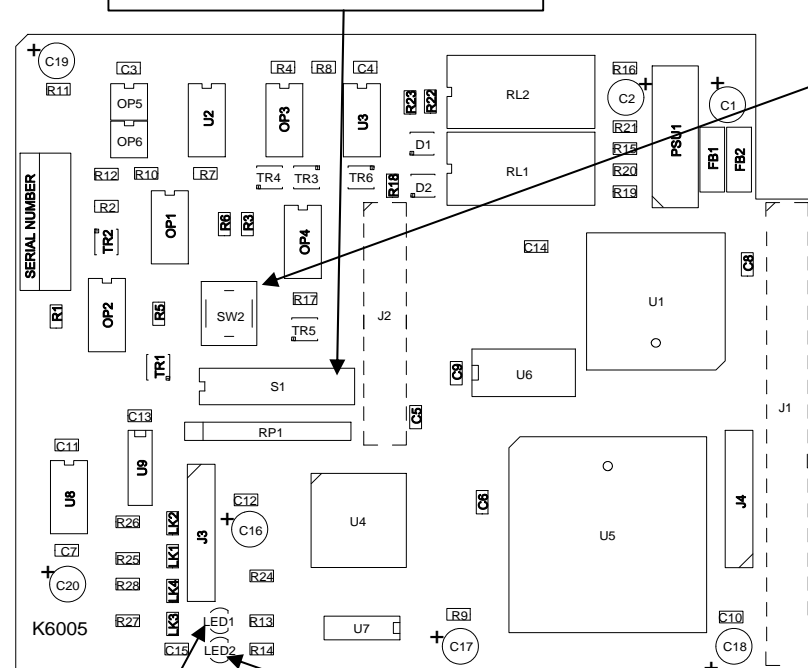 C19
C3
R4
R8
C4
R16
R11
OP5
U2
OP3
U3
R23
R22
RL2
C2
C1
OP6
D1
R21
PSU1
FB1
FB2
R15
RL1
R12
R10
R7
TR4
TR3
TR6
R18
D2
R20
R19
SERIAL NUMBER
R2
OP1
R6
R3
OP4
TR2
C14
C8
R1
OP2
R5
SW2
R17
TR5
J2
U1
TR1
S1
C9
U6
C13
RP1
C5
J1
C11
U9
U8
C12
C6
J4
R26
LK2
J3
C16
U4
U5
C7
R25
LK1
C20
R28
LK4
R24
K6005
R27
LK3
LED1
R13
U7
R9
C10
C15
LED2
R14
C17
C18